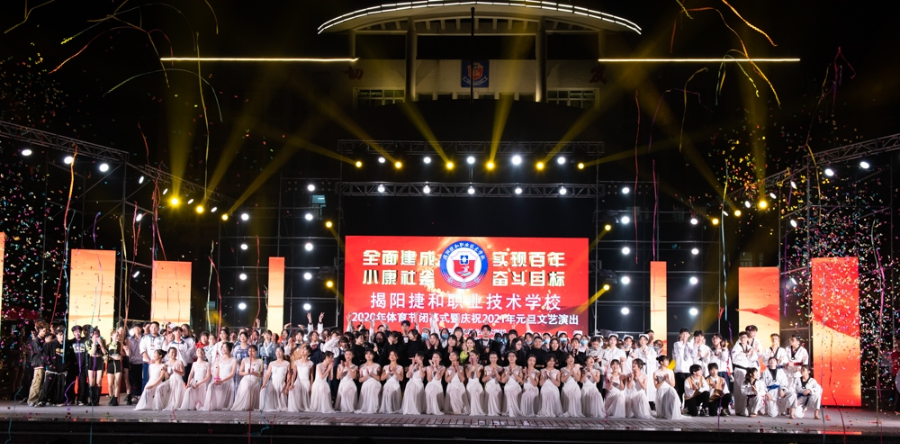 全面建成 实现百年
小康社会 奋斗目标
揭阳捷和职业技术学校
2020年体育节闭幕式暨庆祝2021年元旦文艺演出